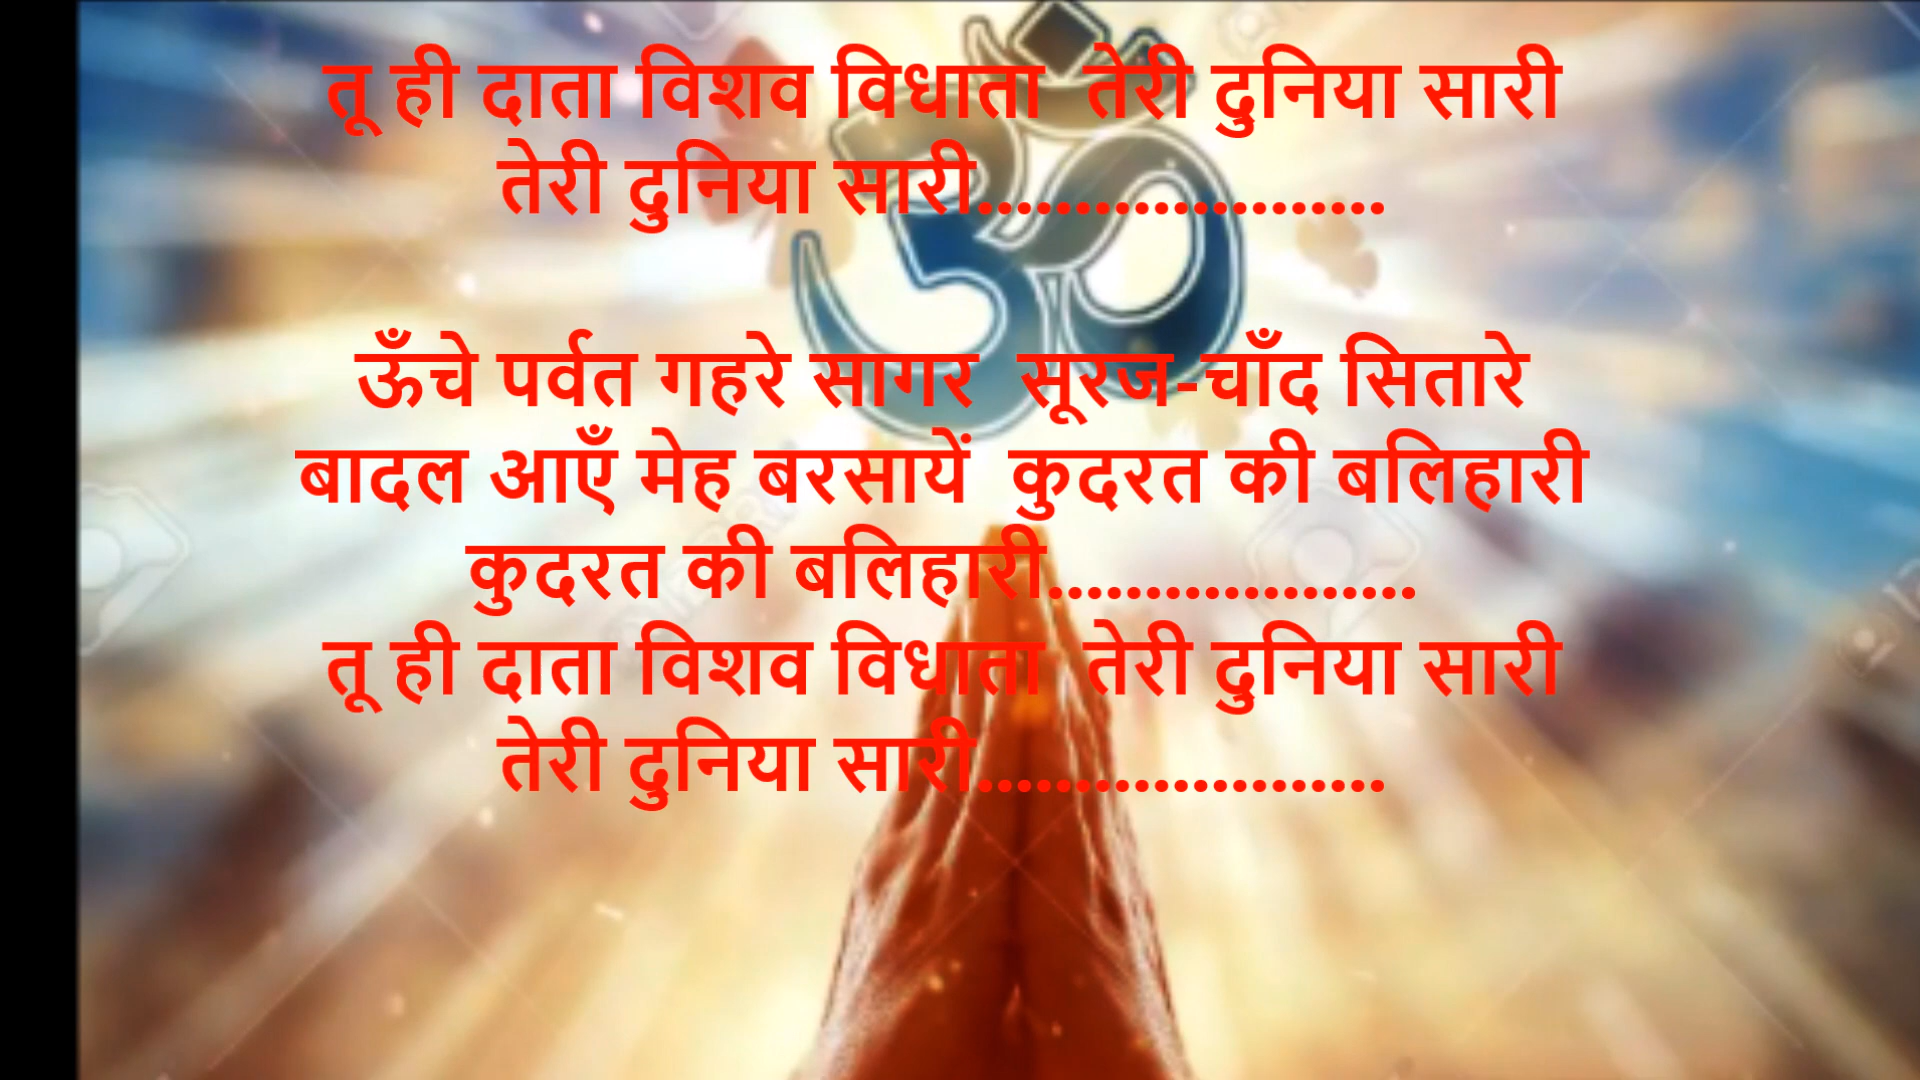 तू ही दाता विशव विधाता  तेरी दुनिया सारी
तेरी दुनिया सारी.....................
ऊँचे पर्वत गहरे सागर  सूरज-चाँद सितारे
बादल आएँ मेह बरसायें  कुदरत की बलिहारी
कुदरत की बलिहारी...................
तू ही दाता विशव विधाता  तेरी दुनिया सारी
तेरी दुनिया सारी.....................